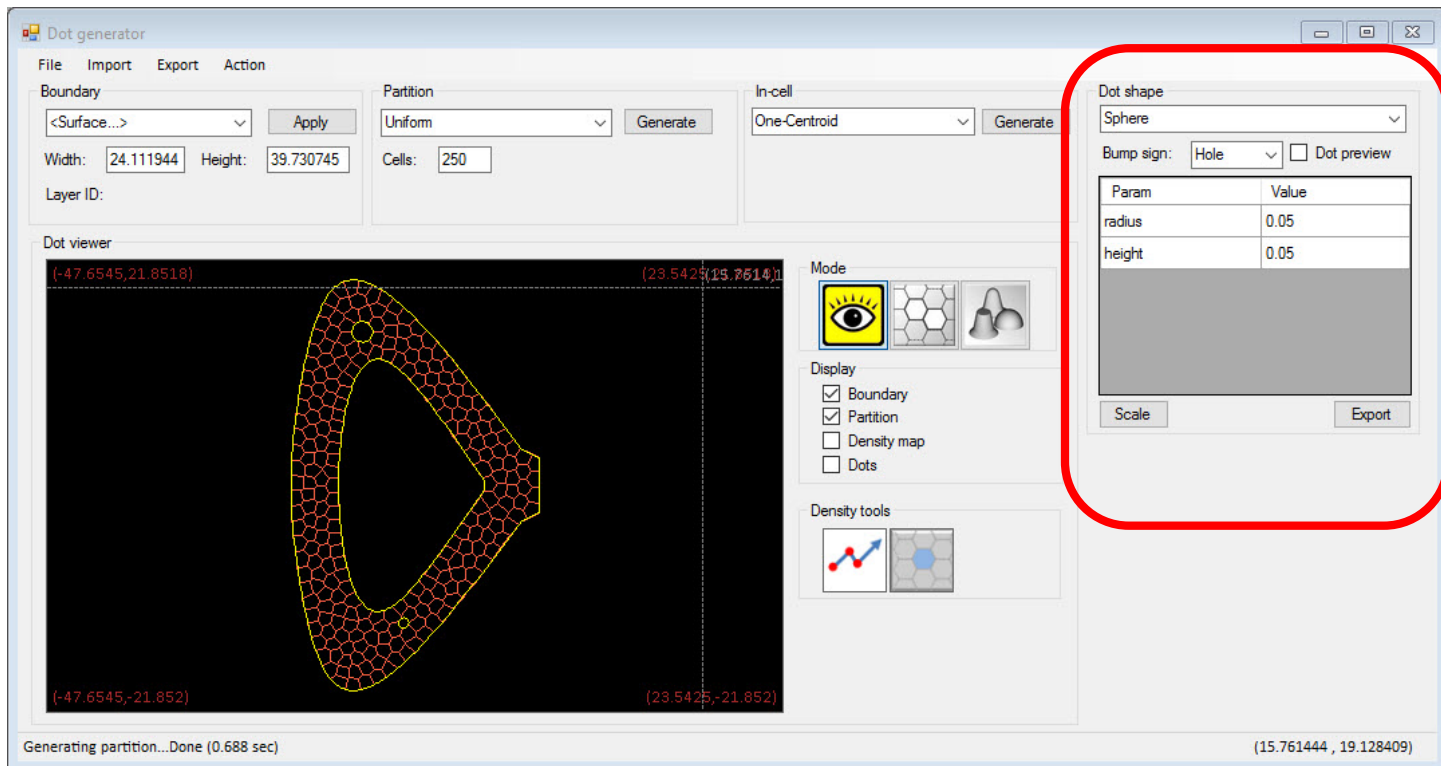 Dot generator
File Import Export Action
Boundary
<Surface...> Apply
Width: 24.111944 Height: 39.730745
Layer ID:
Partition
Uniform Generate
Cells: 250
In-cell
One-Centroid Generate
Dot shape
Sphere
Bump sign: Hole Dot preview
Param Value
radius 0.05
height 0.05
Scale Export
Dot viewer
(-47.6545,21.8518)
(-47.6545,-21.852) (23.5425,-21.852)
Mode
Display
Boundary
Partition
Density map
Dots
Density tools
Generating partition...Done (0.688 sec) (15.761444 , 19.128409)